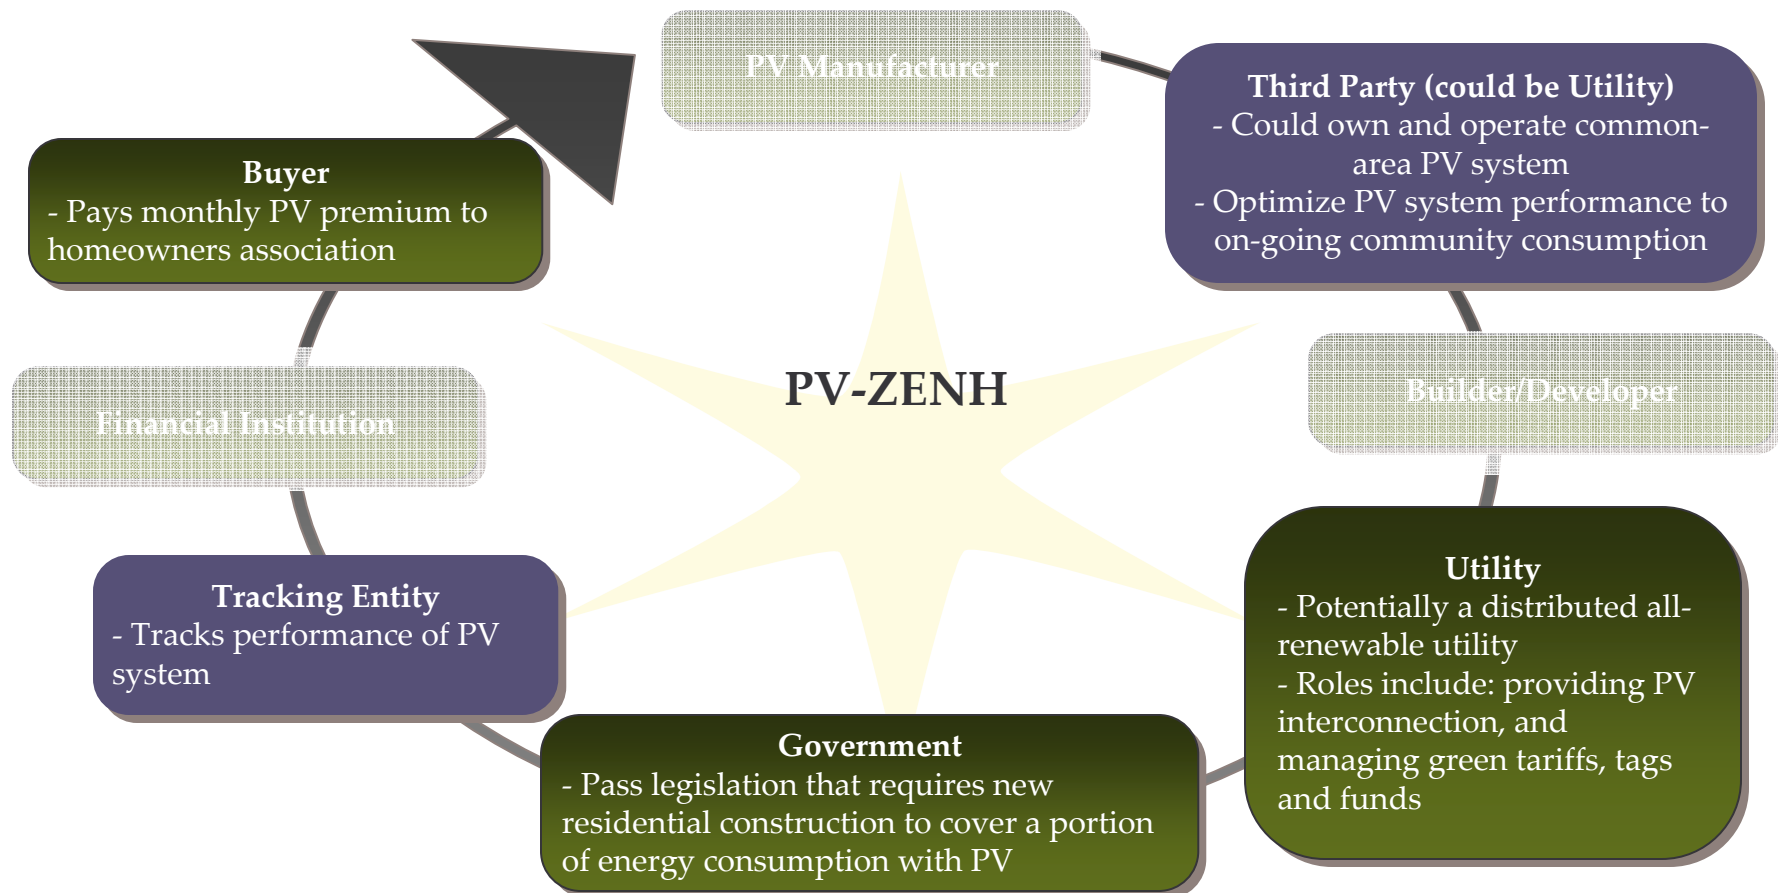 PV Manufacturer
Third Party (could be Utility)
- Could own and operate common-
area PV system
- Optimize PV system performance to
on-going community consumption
Buyer
- Pays monthly PV premium to
homeowners association
PV-ZENH
Builder/Developer
Financial Institution
Utility
- Potentially a distributed all-
renewable utility
- Roles include: providing PV
interconnection, and
managing green tariffs, tags
and funds
Tracking Entity
- Tracks performance of PV
system
Government
- Pass legislation that requires new
residential construction to cover a portion
of energy consumption with PV